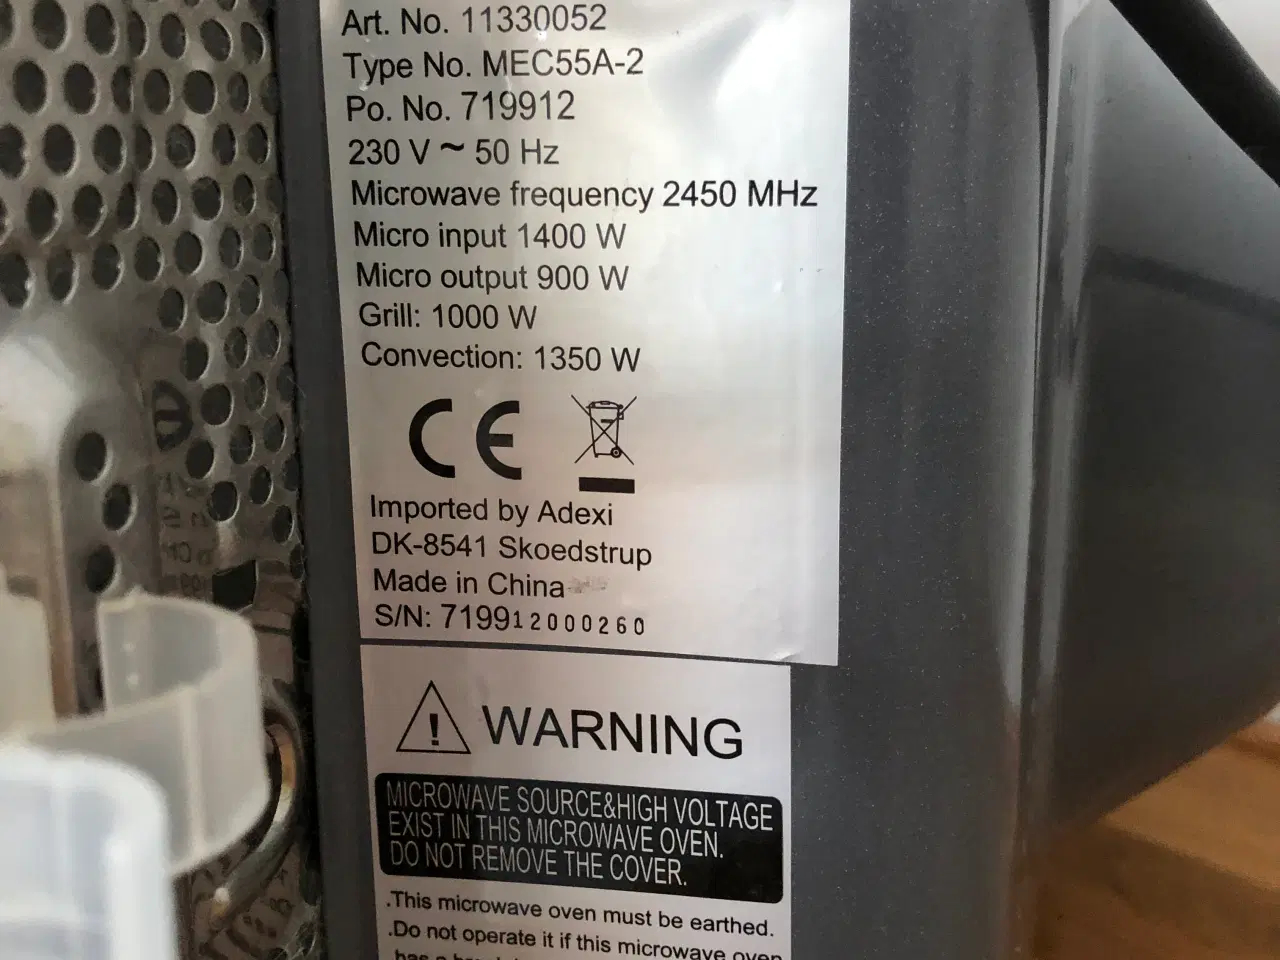 Art. No. 11330052
Type No. MEC55A-2
Po. No. 719912
230 V ~ 50 Hz
Microwave frequency 2450 MHz
Micro input 1400 W
Micro output 900 W
Grill: 1000 W
Convection: 1350 W
CE
Imported by Adexi
DK-8541 Skoedstrup
Made in China
S/N: 719912000260
WARNING
MICROWAVE SOURCE&HIGH VOLTAGE
EXIST IN THIS MICROWAVE OVEN.
DO NOT REMOVE THE COVER.
.This microwave oven must be earthed.
.Do not operate it if this microwave oven
has a